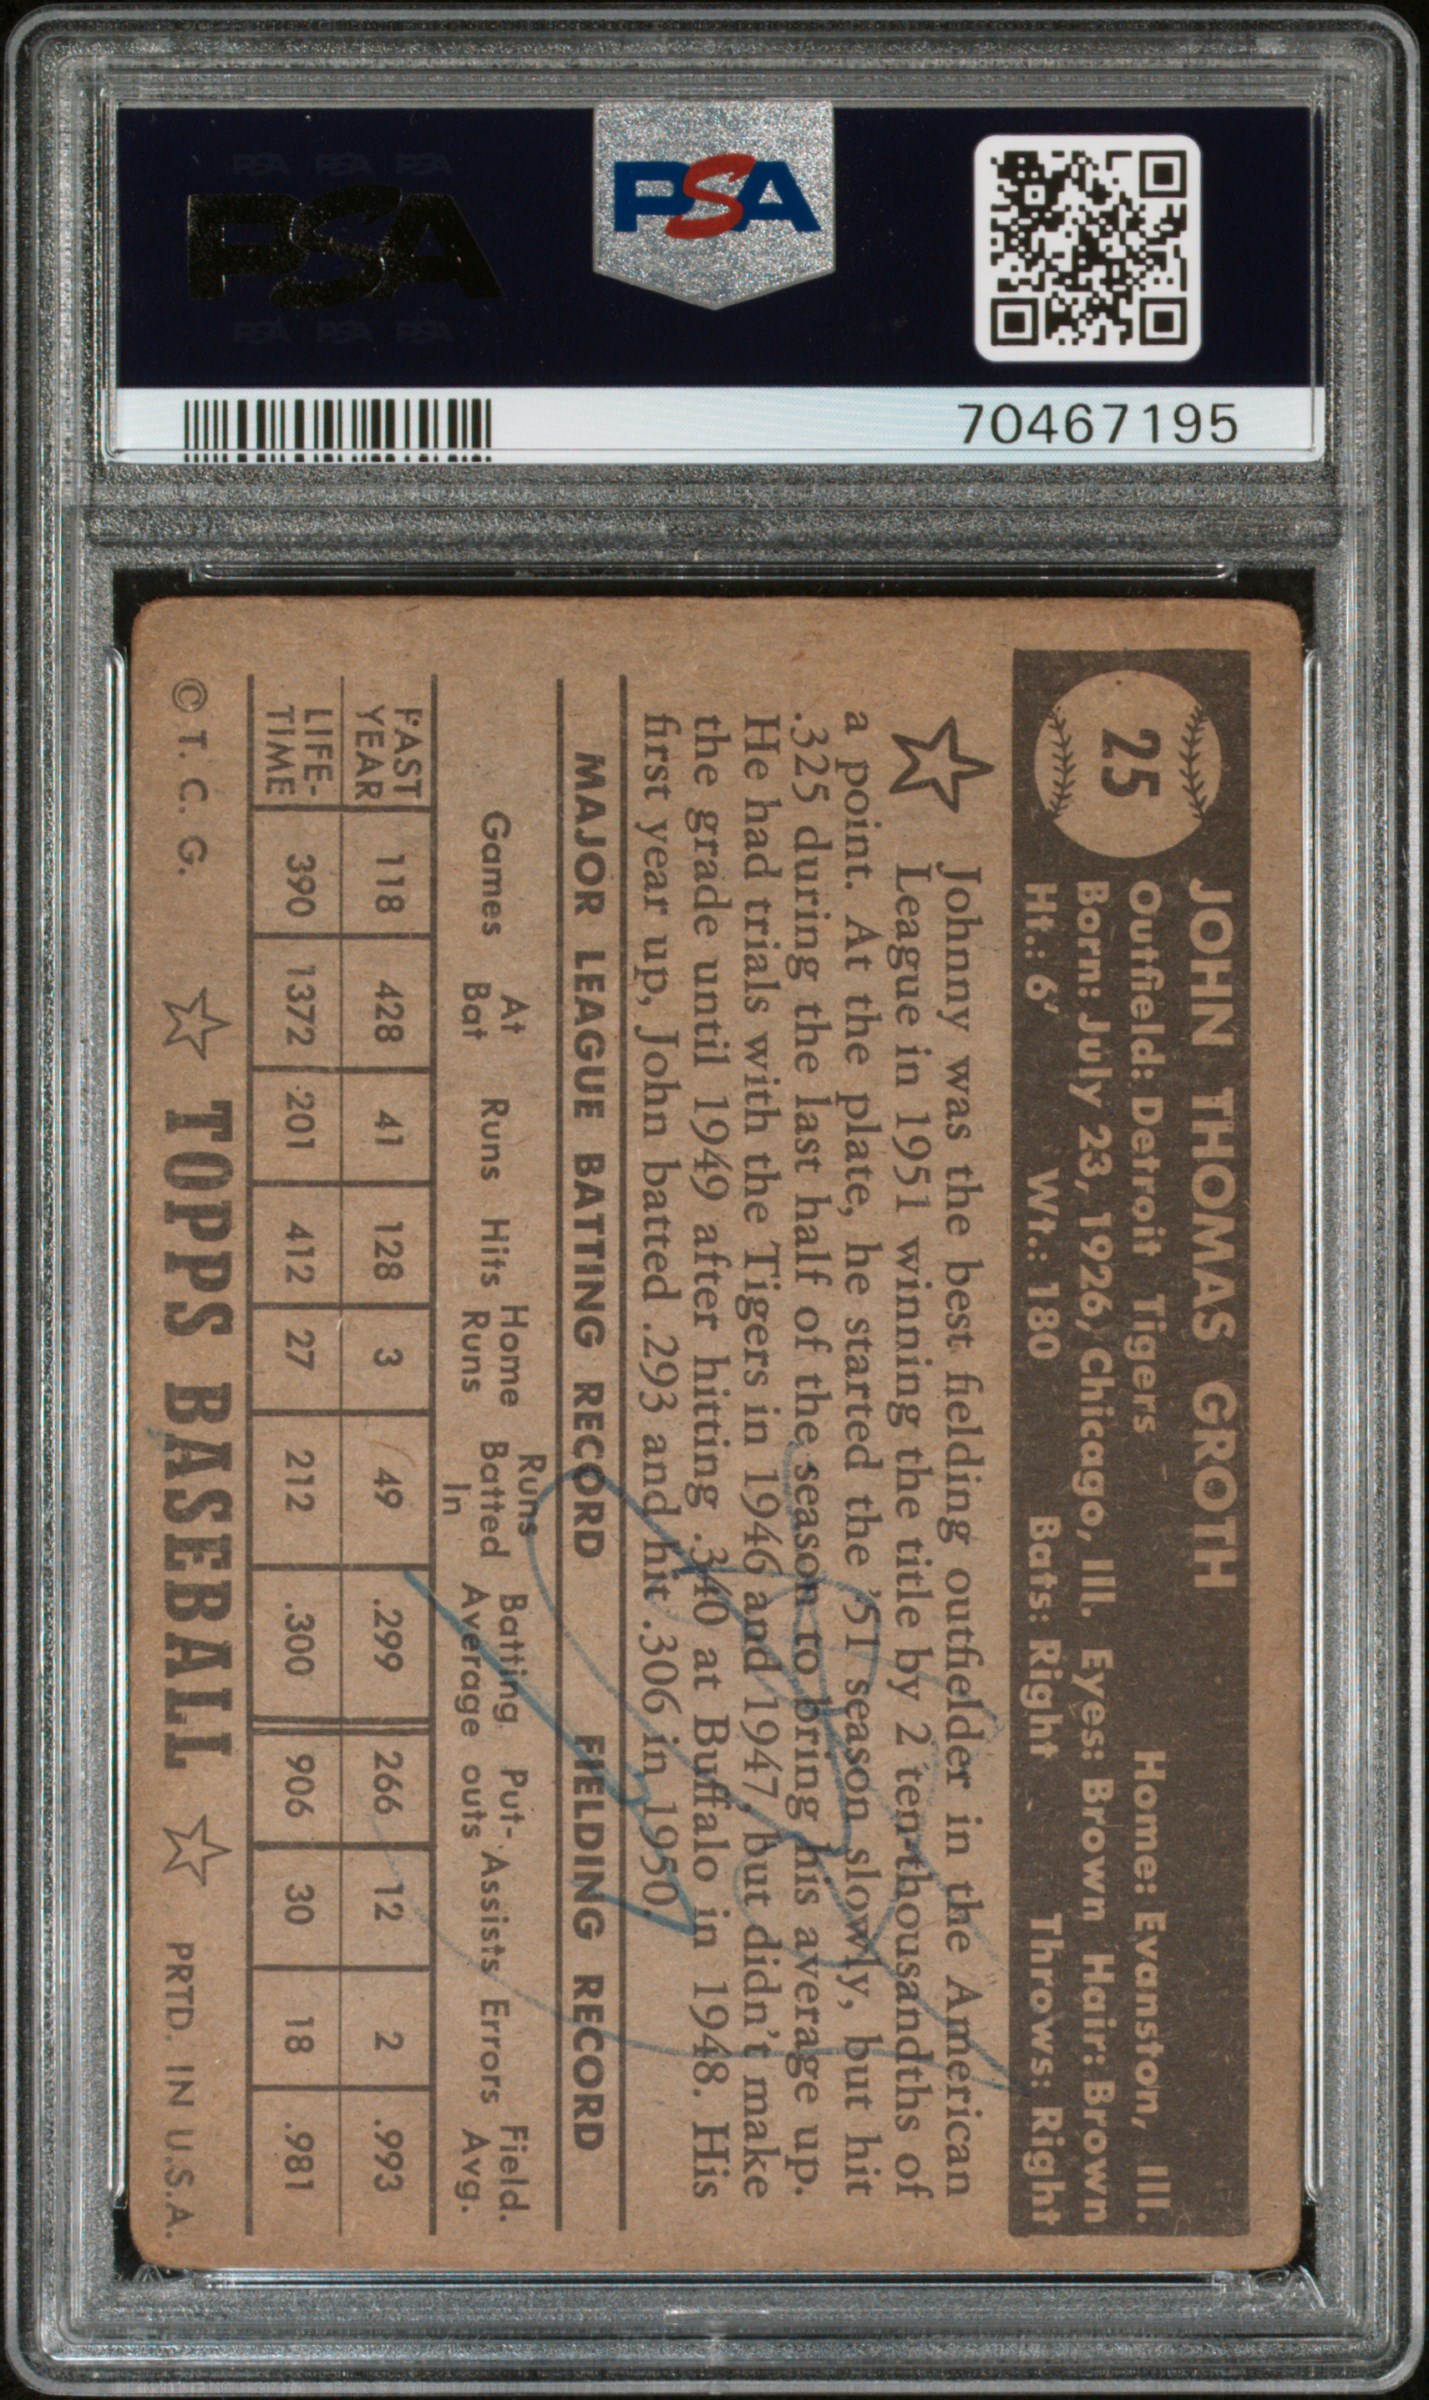 PSA PSA PSA
PSA
PSA PSA PSA
PSA
70467195
25
JOHN THOMAS GROTH
Outfield: Detroit Tigers Home: Evanston, Ill.
Born: July 23, 1926, Chicago, Ill. Eyes: Brown Hair: Brown
Ht.: 6' Wt.: 180 Bats: Right Throws: Right
Johnny was the best fielding outfielder in the American
League in 1951 winning the title by 2 ten-thousandths of
a point. At the plate, he started the '51 season slowly, but hit
.325 during the last half of the season to bring his average up.
He had trials with the Tigers in 1946 and 1947, but didn't make
the grade until 1949 after hitting .340 at Buffalo in 1948. His
first year up, John batted .293 and hit .306 in 1950.
MAJOR LEAGUE BATTING RECORD FIELDING RECORD
Games At Bat Runs Hits Home Runs Runs Batted In Batting Average Put-outs Assists Errors Field. Avg.
PAST YEAR 118 428 41 128 3 49 .299 266 12 2 .993
LIFE-TIME 390 1372 201 412 27 212 .300 906 30 18 .981
© T. C. G. TOPPS BASEBALL PRTD. IN U.S.A.